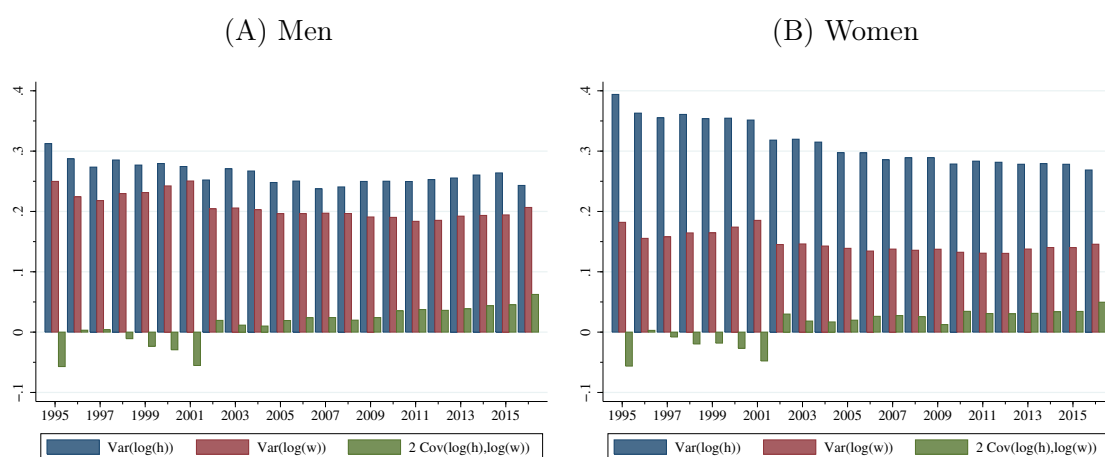 (A) Men
.4
.3
.2
.1
0
-.1
1995 1997 1999 2001 2003 2005 2007 2009 2011 2013 2015
Var(log(h)) Var(log(w)) 2 Cov(log(h),log(w))
(B) Women
.4
.3
.2
.1
0
-.1
1995 1997 1999 2001 2003 2005 2007 2009 2011 2013 2015
Var(log(h)) Var(log(w)) 2 Cov(log(h),log(w))